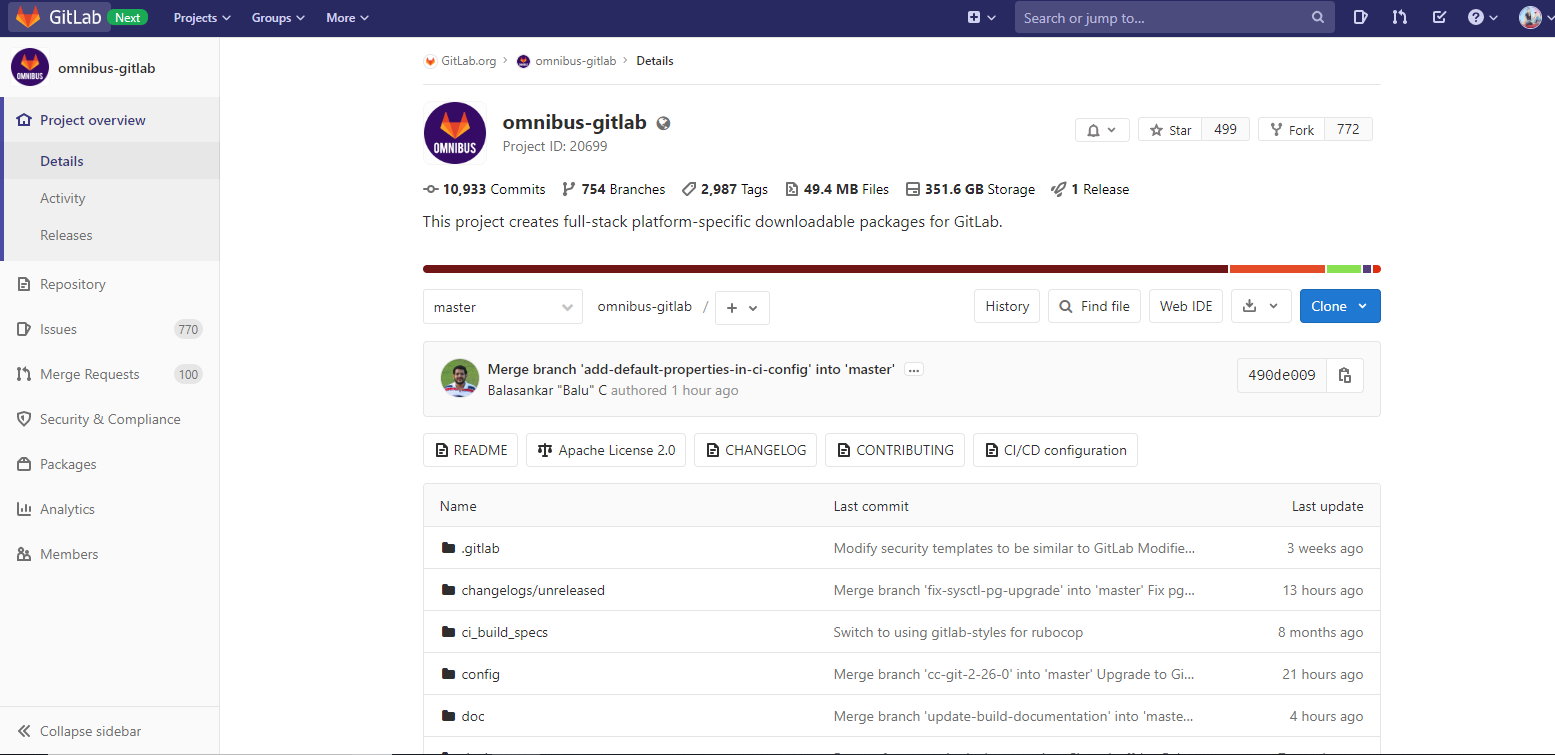 GitLab Next Projects Groups More Search or jump to...
OMNIBUS omnibus-gitlab
Project overview
Details
Activity
Releases
Repository
Issues 770
Merge Requests 100
Security & Compliance
Packages
Analytics
Members
Collapse sidebar
GitLab.org › omnibus-gitlab › Details
OMNIBUS
omnibus-gitlab
Project ID: 20699
Star 499 Fork 772
10,933 Commits 754 Branches 2,987 Tags 49.4 MB Files 351.6 GB Storage 1 Release
This project creates full-stack platform-specific downloadable packages for GitLab.
master omnibus-gitlab / + History Find file Web IDE Clone
Merge branch 'add-default-properties-in-ci-config' into 'master' ...
Balasankar "Balu" C authored 1 hour ago
490de009
README Apache License 2.0 CHANGELOG CONTRIBUTING CI/CD configuration
Name Last commit Last update
.gitlab Modify security templates to be similar to GitLab Modifie... 3 weeks ago
changelogs/unreleased Merge branch 'fix-sysctl-pg-upgrade' into 'master' Fix pg... 13 hours ago
ci_build_specs Switch to using gitlab-styles for rubocop 8 months ago
config Merge branch 'cc-git-2-26-0' into 'master' Upgrade to Gi... 21 hours ago
doc Merge branch 'update-build-documentation' into 'maste... 4 hours ago